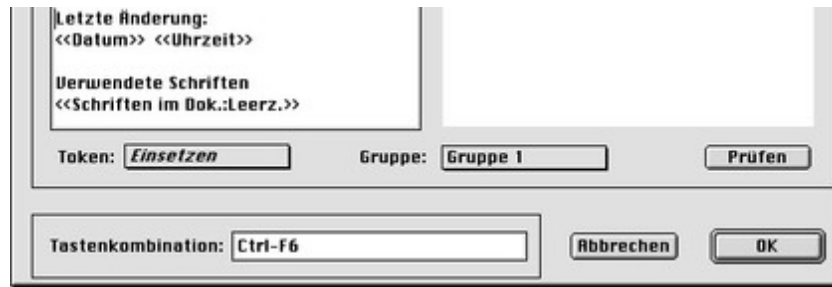 Letzte Änderung:
<<Datum>> <<Uhrzeit>>
Verwendete Schriften
<<Schriften im Dok.:Leerz.>>
Token: Einsetzen Gruppe: Gruppe 1 Prüfen
Tastenkombination: Ctrl-F6 Abbrechen OK